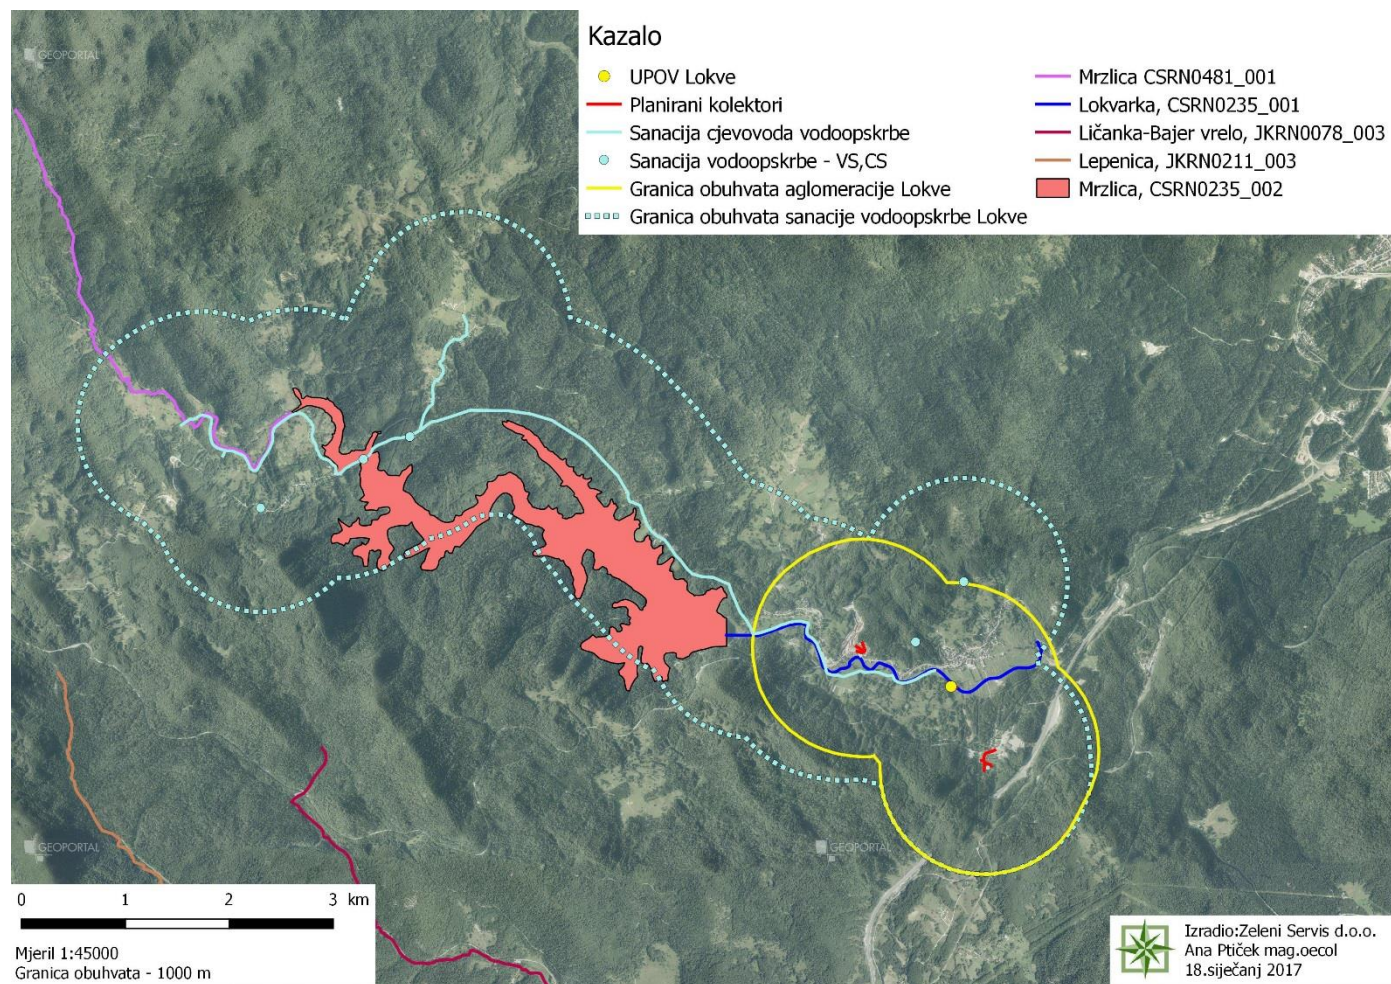 GEOPORTAL
Kazalo
UPOV Lokve
Planirani kolektori
Sanacija cjevovoda vodoopskrbe
Sanacija vodoopskrbe - VS,CS
Granica obuhvata aglomeracije Lokve
Granica obuhvata sanacije vodoopskrbe Lokve
Mrzlica CSRN0481_001
Lokvarka, CSRN0235_001
Ličanka-Bajer vrelo, JKRN0078_003
Lepenica, JKRN0211_003
Mrzlica, CSRN0235_002
GEOPORTAL
GEOPORTAL
0 1 2 3 km
Mjeril 1:45000
Granica obuhvata - 1000 m
Izradio:Zeleni Servis d.o.o.
Ana Ptiček mag.oecol
18.siječanj 2017